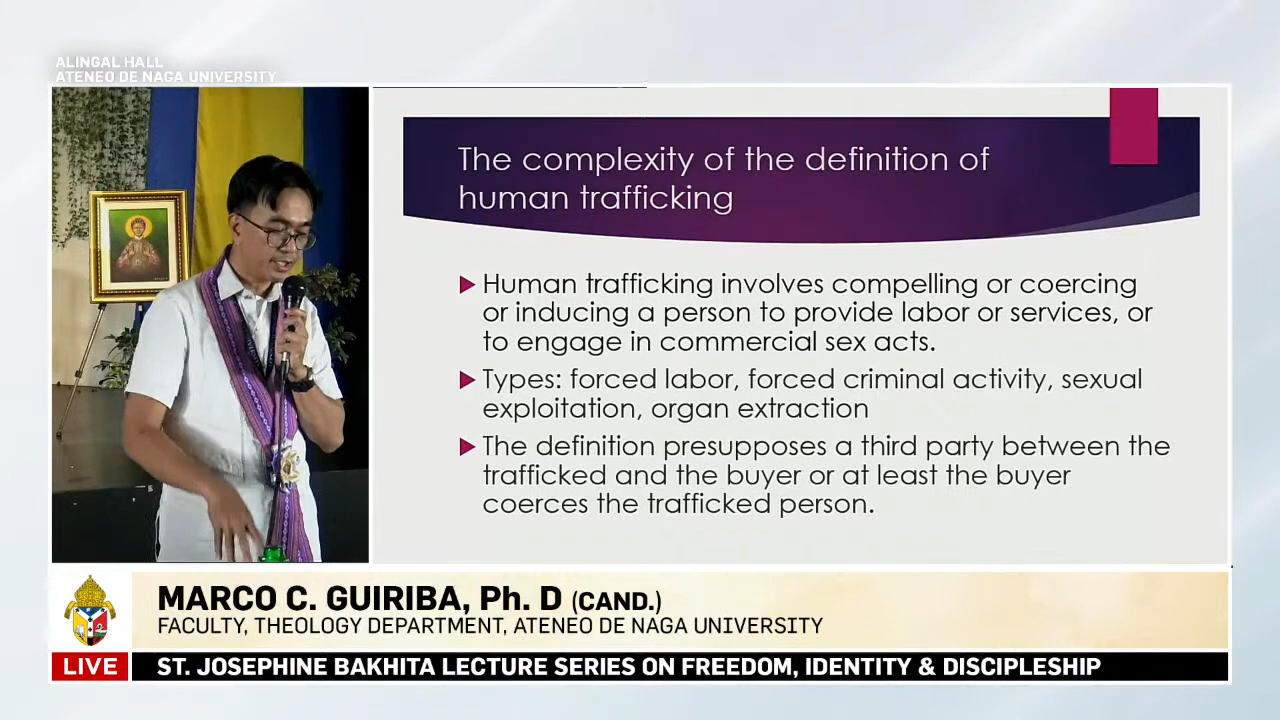 ALINGAL HALL
ATENEO DE NAGA UNIVERSITY
The complexity of the definition of
human trafficking
Human trafficking involves compelling or coercing
or inducing a person to provide labor or services, or
to engage in commercial sex acts.
Types: forced labor, forced criminal activity, sexual
exploitation, organ extraction
The definition presupposes a third party between the
trafficked and the buyer or at least the buyer
coerces the trafficked person.
MARCO C. GUIRIBA, Ph. D (CAND.)
FACULTY, THEOLOGY DEPARTMENT, ATENEO DE NAGA UNIVERSITY
LIVE ST. JOSEPHINE BAKHITA LECTURE SERIES ON FREEDOM, IDENTITY & DISCIPLESHIP